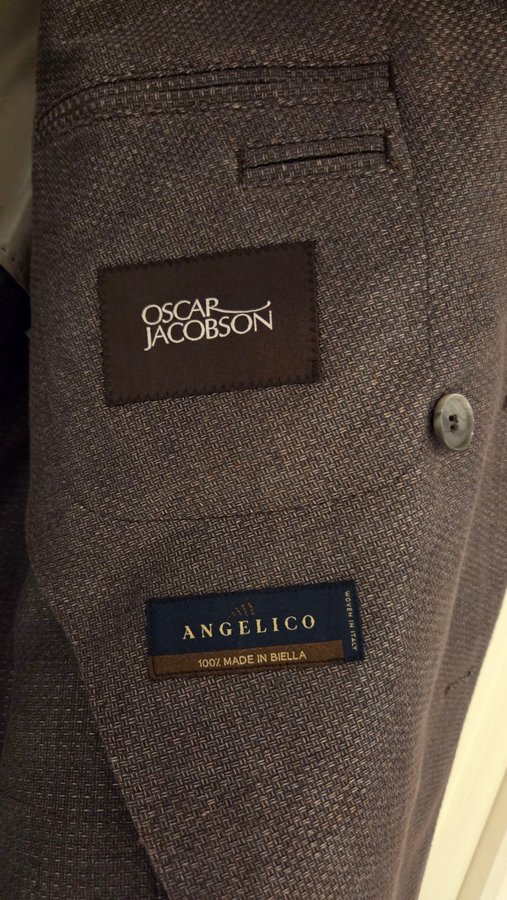 OSCAR
JACOBSON
ANGELICO
100% MADE IN BIELLA
WOVEN IN ITALY